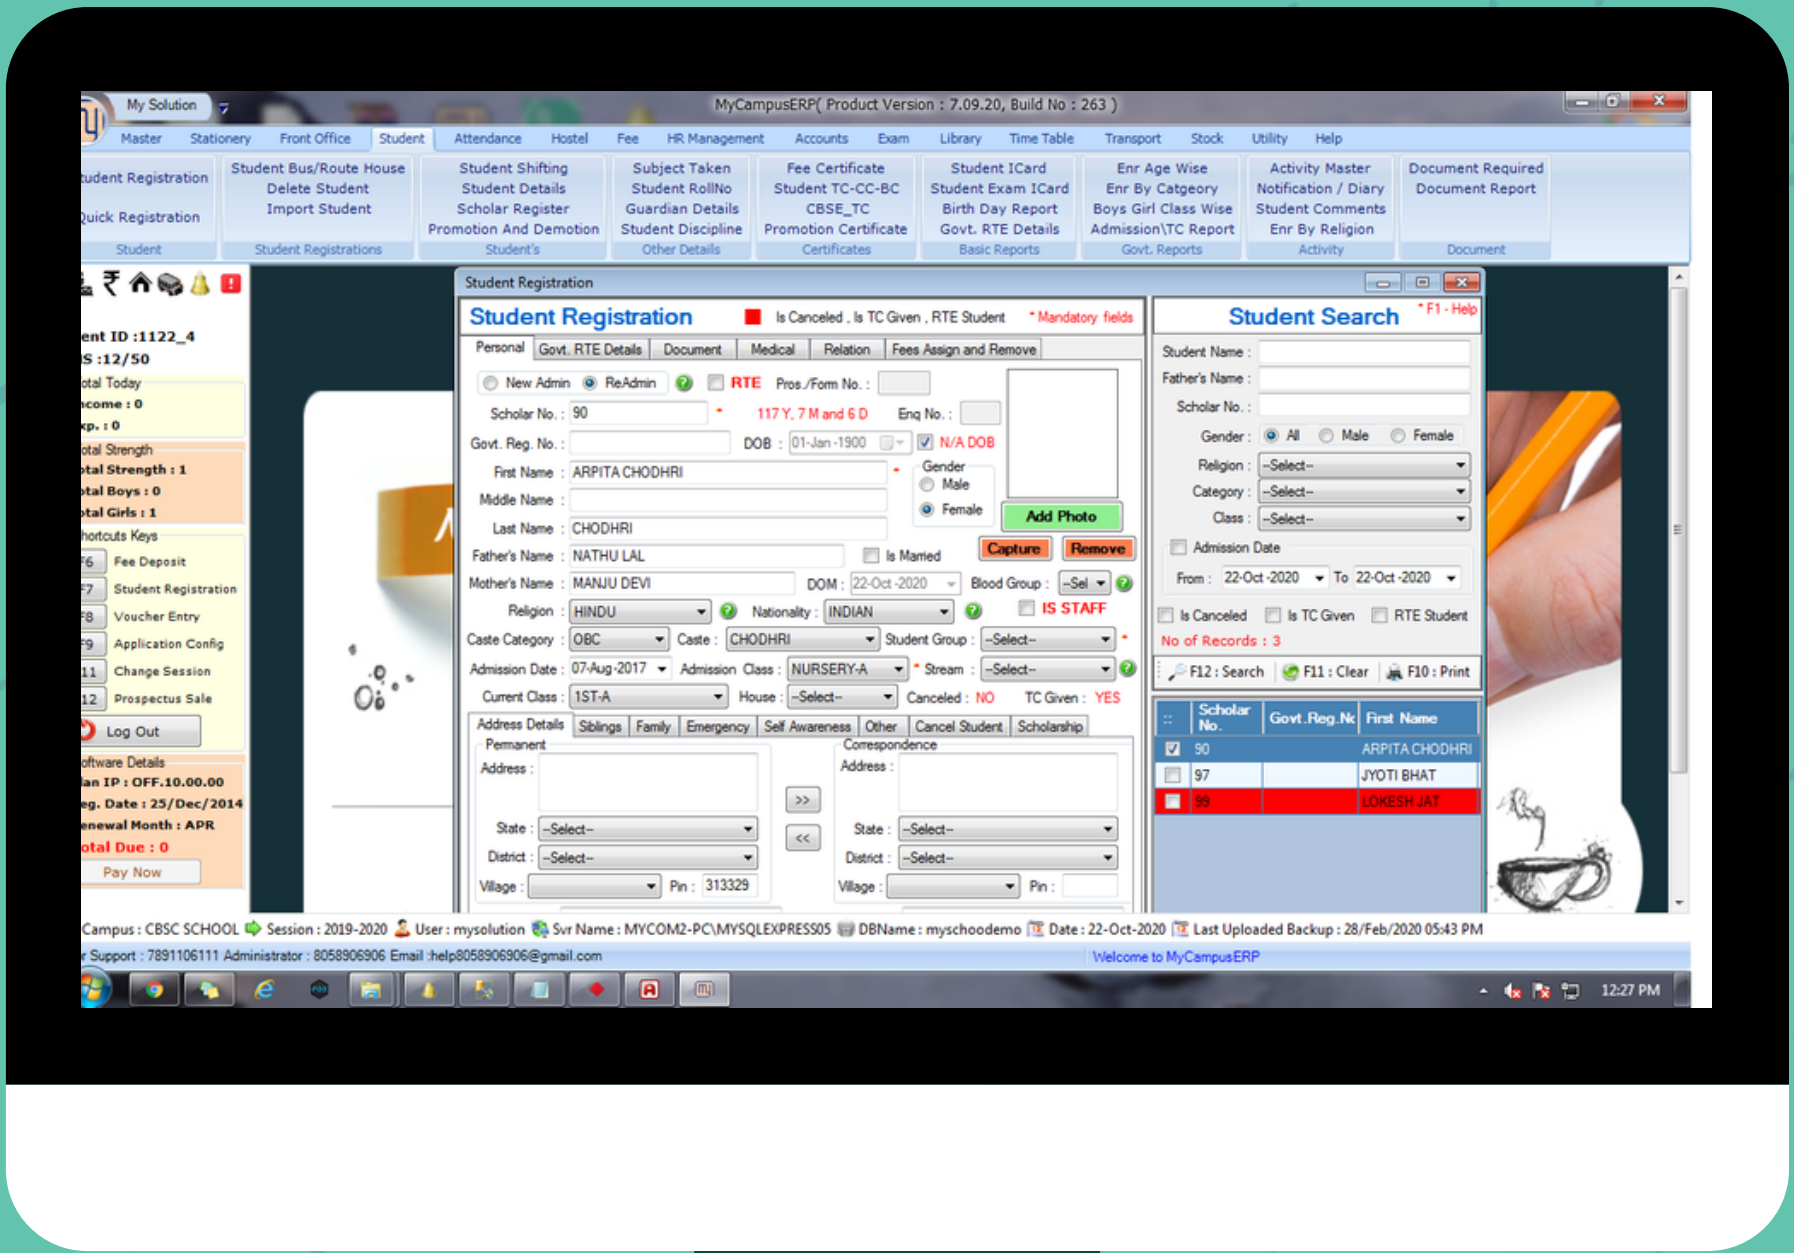 My Solution
MyCampusERP( Product Version : 7.09.20, Build No : 263 )
Master Stationery Front Office Student Attendance Hostel Fee HR Management Accounts Exam Library Time Table Transport Stock Utility Help
tudent Registration
Quick Registration
Student
Student Bus/Route House
Delete Student
Import Student
Student Registrations
Student Shifting
Student Details
Scholar Register
Promotion And Demotion
Student's
Subject Taken
Student RollNo
Guardian Details
Student Discipline
Other Details
Fee Certificate
Student TC-CC-BC
CBSE_TC
Promotion Certificate
Certificates
Student ICard
Student Exam ICard
Birth Day Report
Govt. RTE Details
Basic Reports
Enr Age Wise
Enr By Catgeory
Boys Girl Class Wise
Admission\TC Report
Govt. Reports
Activity Master
Notification / Diary
Student Comments
Enr By Religion
Activity
Document Required
Document Report
Document
ent ID :1122_4
IS :12/50
otal Today
ncome : 0
xp. : 0
otal Strength
otal Strength : 1
otal Boys : 0
otal Girls : 1
hortcuts Keys
F6 Fee Deposit
F7 Student Registration
F8 Voucher Entry
F9 Application Config
11 Change Session
12 Prospectus Sale
Log Out
oftware Details
lan IP : OFF.10.00.00
eg. Date : 25/Dec/2014
enewal Month : APR
otal Due : 0
Pay Now
Student Registration
Student Registration Is Canceled , Is TC Given , RTE Student * Mandatory fields
Personal Govt. RTE Details Document Medical Relation Fees Assign and Remove
New Admin ReAdmin RTE Pros./Form No. :
Scholar No. : 90 * 117 Y, 7 M and 6 D Enq No. :
Govt. Reg. No. : DOB : 01-Jan-1900 N/A DOB
First Name : ARPITA CHODHRI * Gender
Male
Middle Name :
Female
Add Photo
Last Name : CHODHRI
Father's Name : NATHU LAL Is Married Capture Remove
Mother's Name : MANJU DEVI DOM : 22-Oct-2020 Blood Group : --Sel
Religion : HINDU Nationality : INDIAN IS STAFF
Caste Category : OBC Caste : CHODHRI Student Group : --Select-- *
Admission Date : 07-Aug-2017 Admission Class : NURSERY-A * Stream : --Select--
Current Class : 1ST-A House : --Select-- Canceled : NO TC Given : YES
Address Details Siblings Family Emergency Self Awareness Other Cancel Student Scholarship
Permanent
Address :
State : --Select--
District : --Select--
Village : Pin : 313329
>>
<<
Correspondence
Address :
State : --Select--
District : --Select--
Village : Pin :
Student Search * F1 - Help
Student Name :
Father's Name :
Scholar No. :
Gender : All Male Female
Religion : --Select--
Category : --Select--
Class : --Select--
Admission Date
From : 22-Oct-2020 To 22-Oct-2020
Is Canceled Is TC Given RTE Student
No of Records : 3
F12 : Search F11 : Clear F10 : Print
:: Scholar No. Govt.Reg.Nc First Name
90 ARPITA CHODHRI
97 JYOTI BHAT
99 LOKESH JAT
Campus : CBSC SCHOOL Session : 2019-2020 User : mysolution Svr Name : MYCOM2-PC\MYSQLEXPRESS05 DBName : myschoodemo Date : 22-Oct-2020 Last Uploaded Backup : 28/Feb/2020 05:43 PM
r Support : 7891106111 Administrator : 8058906906 Email :help8058906906@gmail.com Welcome to MyCampusERP
12:27 PM